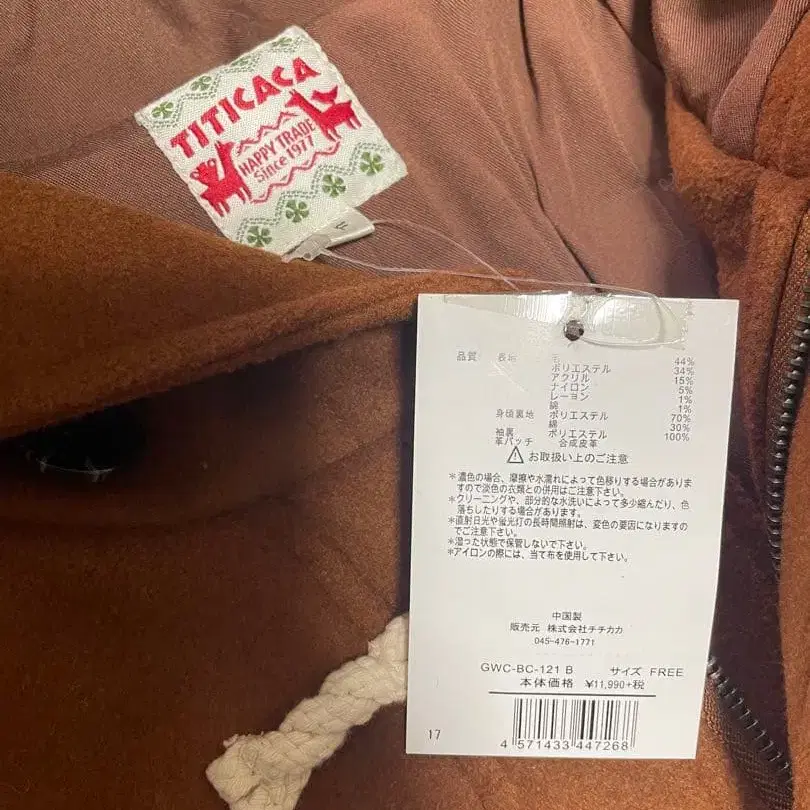 TITICACA
HAPPY TRADE
Since 1977
F
品質 表地 毛 44%
ポリエステル 34%
アクリル 15%
ナイロン 5%
レーヨン 1%
綿 1%
身頃裏地 ポリエステル 70%
綿 30%
袖裏 ポリエステル 100%
革パッチ 合成皮革
お取扱い上のご注意
*濃色の場合、摩擦や水濡れによって色移りする場合がありま
すので淡色の衣類との併用はご注意下さい。
*クリーニングや、部分的な水洗いによって多少縮んだり、色
落ちしたりする場合があります。
*直射日光や蛍光灯の長時間照射は、変色の要因になりますの
でご注意下さい。
*湿った状態で保管しないで下さい。
*アイロンの際には、当て布を使用して下さい。
中国製
販売元 株式会社チチカカ
045-476-1771
GWC-BC-121 B サイズ FREE
本体価格 ¥11,990+税
17
4 571433 447268